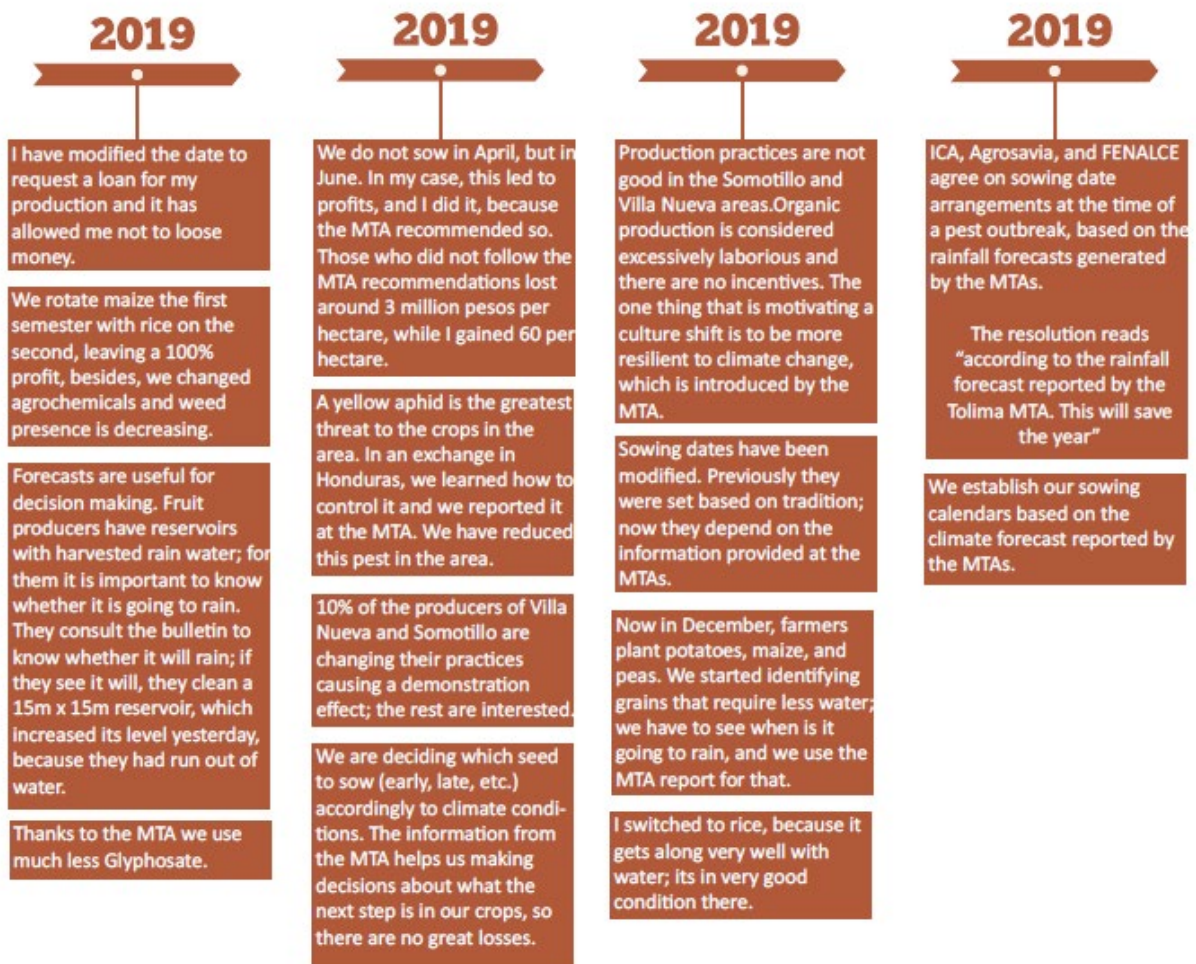 2019
I have modified the date to
request a loan for my
production and it has
allowed me not to loose
money.
We rotate maize the first
semester with rice on the
second, leaving a 100%
profit, besides, we changed
agrochemicals and weed
presence is decreasing.
Forecasts are useful for
decision making. Fruit
producers have reservoirs
with harvested rain water; for
them it is important to know
whether it is going to rain.
They consult the bulletin to
know whether it will rain; if
they see it will, they clean a
15m x 15m reservoir, which
increased its level yesterday,
because they had run out of
water.
Thanks to the MTA we use
much less Glyphosate.
2019
We do not sow in April, but in
June. In my case, this led to
profits, and I did it, because
the MTA recommended so.
Those who did not follow the
MTA recommendations lost
around 3 million pesos per
hectare, while I gained 60 per
hectare.
A yellow aphid is the greatest
threat to the crops in the
area. In an exchange in
Honduras, we learned how to
control it and we reported it
at the MTA. We have reduced
this pest in the area.
10% of the producers of Villa
Nueva and Somotillo are
changing their practices
causing a demonstration
effect; the rest are interested.
We are deciding which seed
to sow (early, late, etc.)
accordingly to climate condi-
tions. The information from
the MTA helps us making
decisions about what the
next step is in our crops, so
there are no great losses.
2019
Production practices are not
good in the Somotillo and
Villa Nueva areas.Organic
production is considered
excessively laborious and
there are no incentives. The
one thing that is motivating a
culture shift is to be more
resilient to climate change,
which is introduced by the
MTA.
Sowing dates have been
modified. Previously they
were set based on tradition;
now they depend on the
information provided at the
MTAs.
Now in December, farmers
plant potatoes, maize, and
peas. We started identifying
grains that require less water;
we have to see when is it
going to rain, and we use the
MTA report for that.
I switched to rice, because it
gets along very well with
water; its in very good
condition there.
2019
ICA, Agrosavia, and FENALCE
agree on sowing date
arrangements at the time of
a pest outbreak, based on the
rainfall forecasts generated
by the MTAs.
The resolution reads
“according to the rainfall
forecast reported by the
Tolima MTA. This will save
the year”
We establish our sowing
calendars based on the
climate forecast reported by
the MTAs.